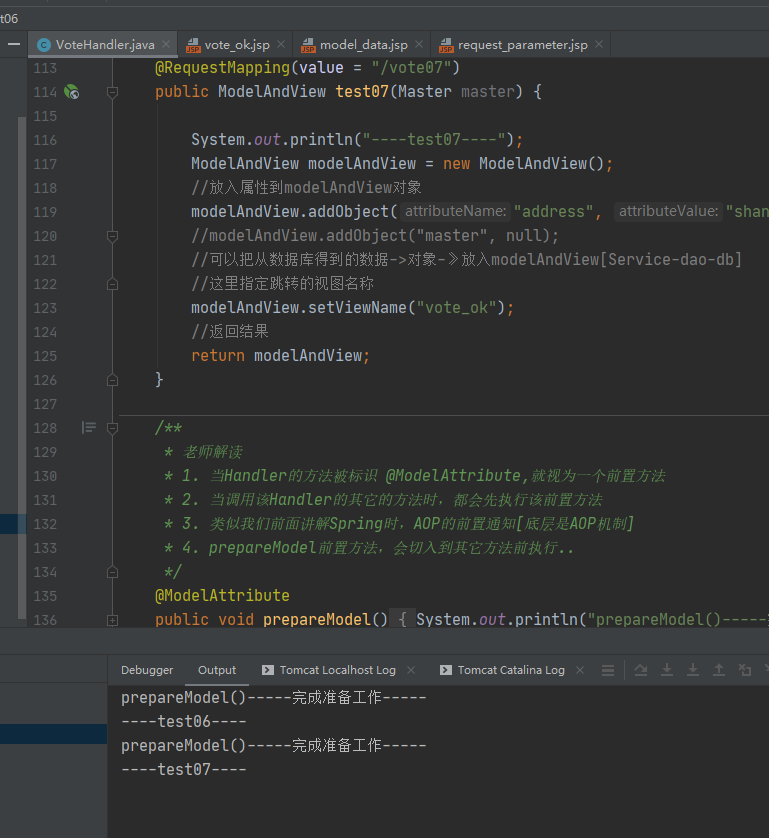 t06
VoteHandler.java vote_ok.jsp model_data.jsp request_parameter.jsp
113 @RequestMapping(value = "/vote07")
114 public ModelAndView test07(Master master) {
115
116 System.out.println("----test07----");
117 ModelAndView modelAndView = new ModelAndView();
118 //放入属性到modelAndView对象
119 modelAndView.addObject( attributeName: "address", attributeValue: "shan
120 //modelAndView.addObject("master", null);
121 //可以把从数据库得到的数据->对象-》放入modelAndView[Service-dao-db]
122 //这里指定跳转的视图名称
123 modelAndView.setViewName("vote_ok");
124 //返回结果
125 return modelAndView;
126 }
127
128 /**
129 * 老师解读
130 * 1. 当Handler的方法被标识 @ModelAttribute,就视为一个前置方法
131 * 2. 当调用该Handler的其它的方法时，都会先执行该前置方法
132 * 3. 类似我们前面讲解Spring时，AOP的前置通知[底层是AOP机制]
133 * 4. prepareModel前置方法，会切入到其它方法前执行..
134 */
135 @ModelAttribute
136 public void prepareModel() { System.out.println("prepareModel()-----
Debugger Output Tomcat Localhost Log Tomcat Catalina Log
prepareModel()-----完成准备工作-----
----test06----
prepareModel()-----完成准备工作-----
----test07----